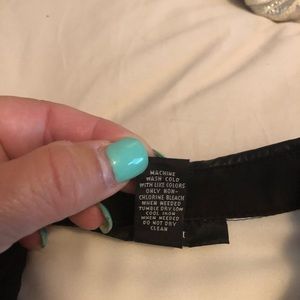 MACHINE
WASH COLD
WITH LIKE COLORS
ONLY NON-
CHLORINE BLEACH
WHEN NEEDED
TUMBLE DRY LOW
COOL IRON
WHEN NEEDED
DO NOT DRY
CLEAN